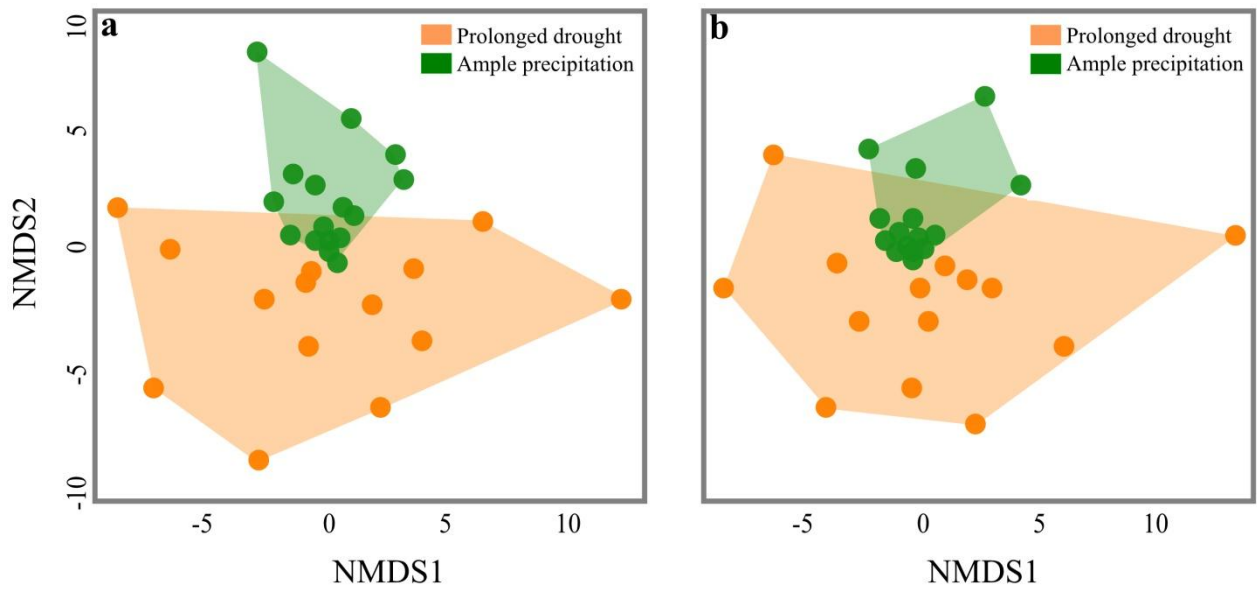 a
Prolonged drought
Ample precipitation
b
Prolonged drought
Ample precipitation
10
5
0
-5
-10
NMDS2
-5 0 5 10
-5 0 5 10
NMDS1
NMDS1